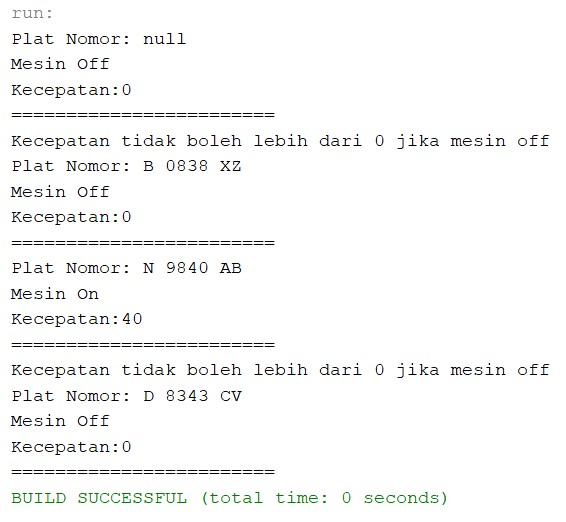 run:
Plat Nomor: null
Mesin Off
Kecepatan:0
========================
Kecepatan tidak boleh lebih dari 0 jika mesin off
Plat Nomor: B 0838 XZ
Mesin Off
Kecepatan:0
========================
Plat Nomor: N 9840 AB
Mesin On
Kecepatan:40
========================
Kecepatan tidak boleh lebih dari 0 jika mesin off
Plat Nomor: D 8343 CV
Mesin Off
Kecepatan:0
========================
BUILD SUCCESSFUL (total time: 0 seconds)